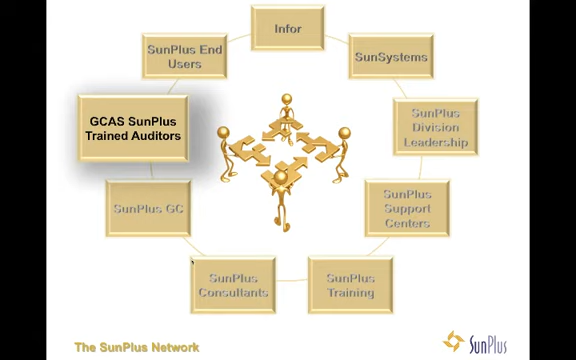 Infor
SunPlus End
Users
SunSystems
GCAS SunPlus
Trained Auditors
SunPlus
Division
Leadership
SunPlus GC
SunPlus
Support
Centers
SunPlus
Consultants
SunPlus
Training
The SunPlus Network
SunPlus